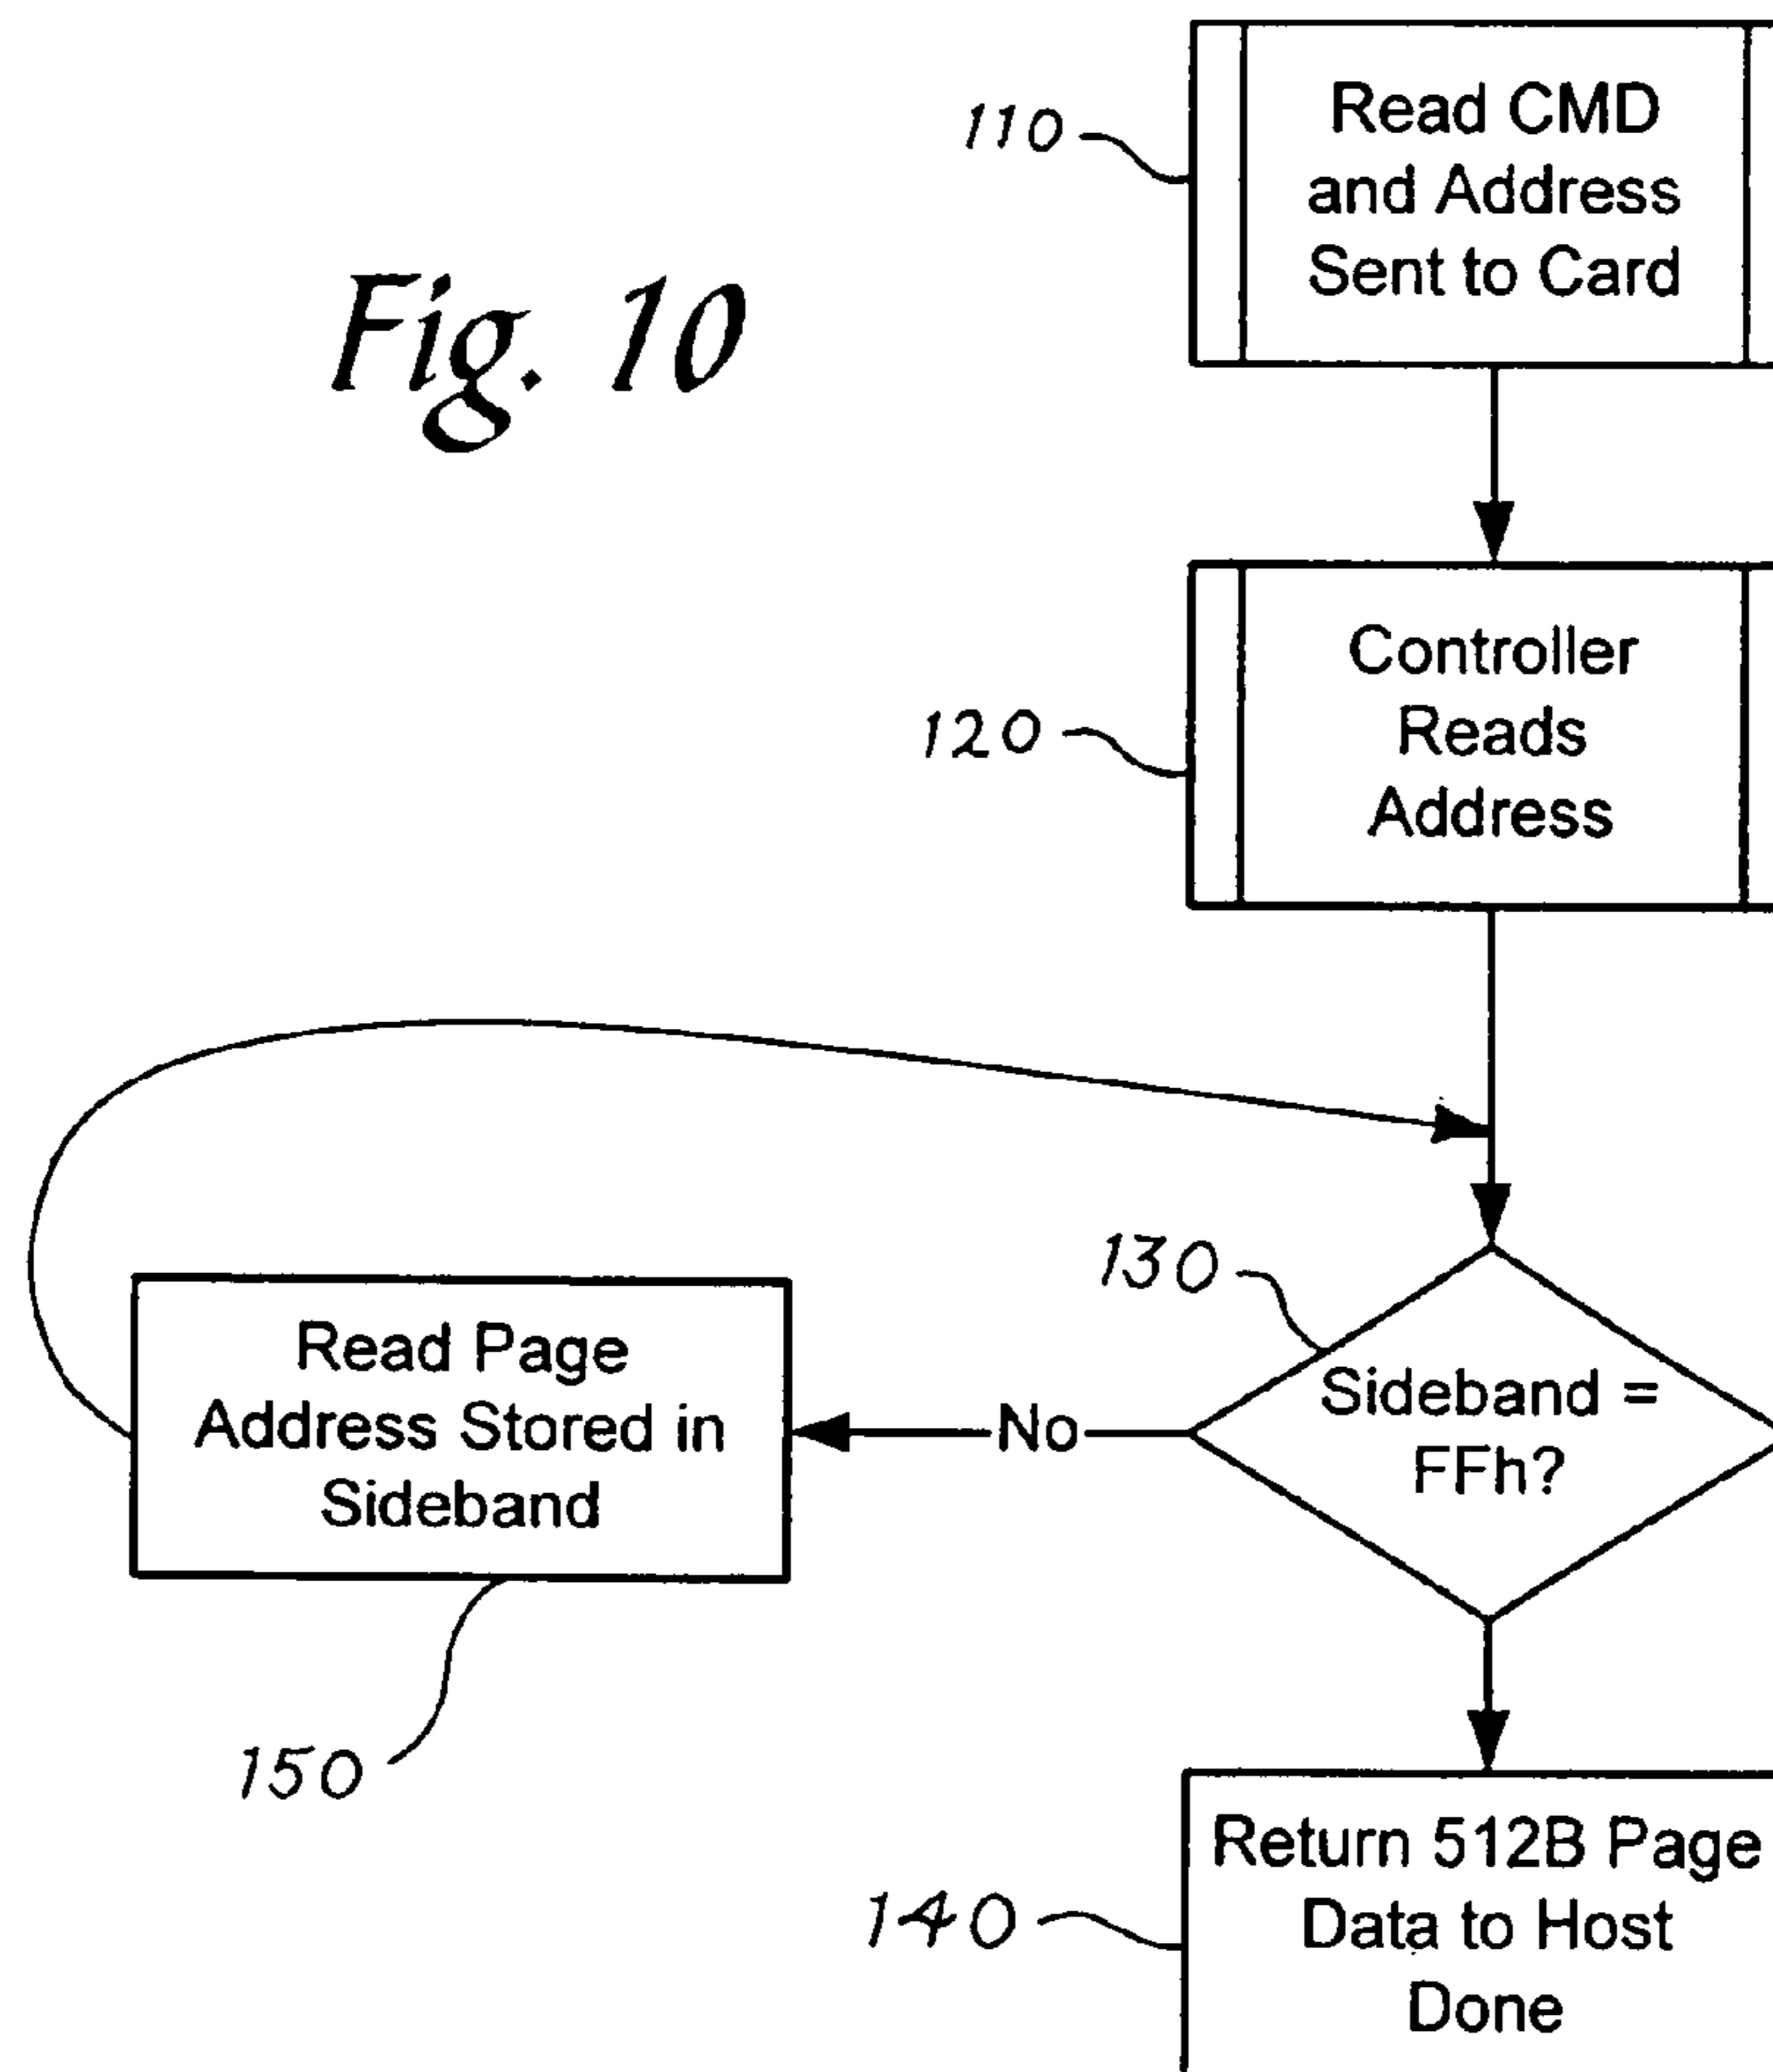 Fig. 10
110
Read CMD
and Address
Sent to Card
120
Controller
Reads
Address
130
Sideband =
FFh?
No
Read Page
Address Stored in
Sideband
150
140
Return 512B Page
Data to Host
Done